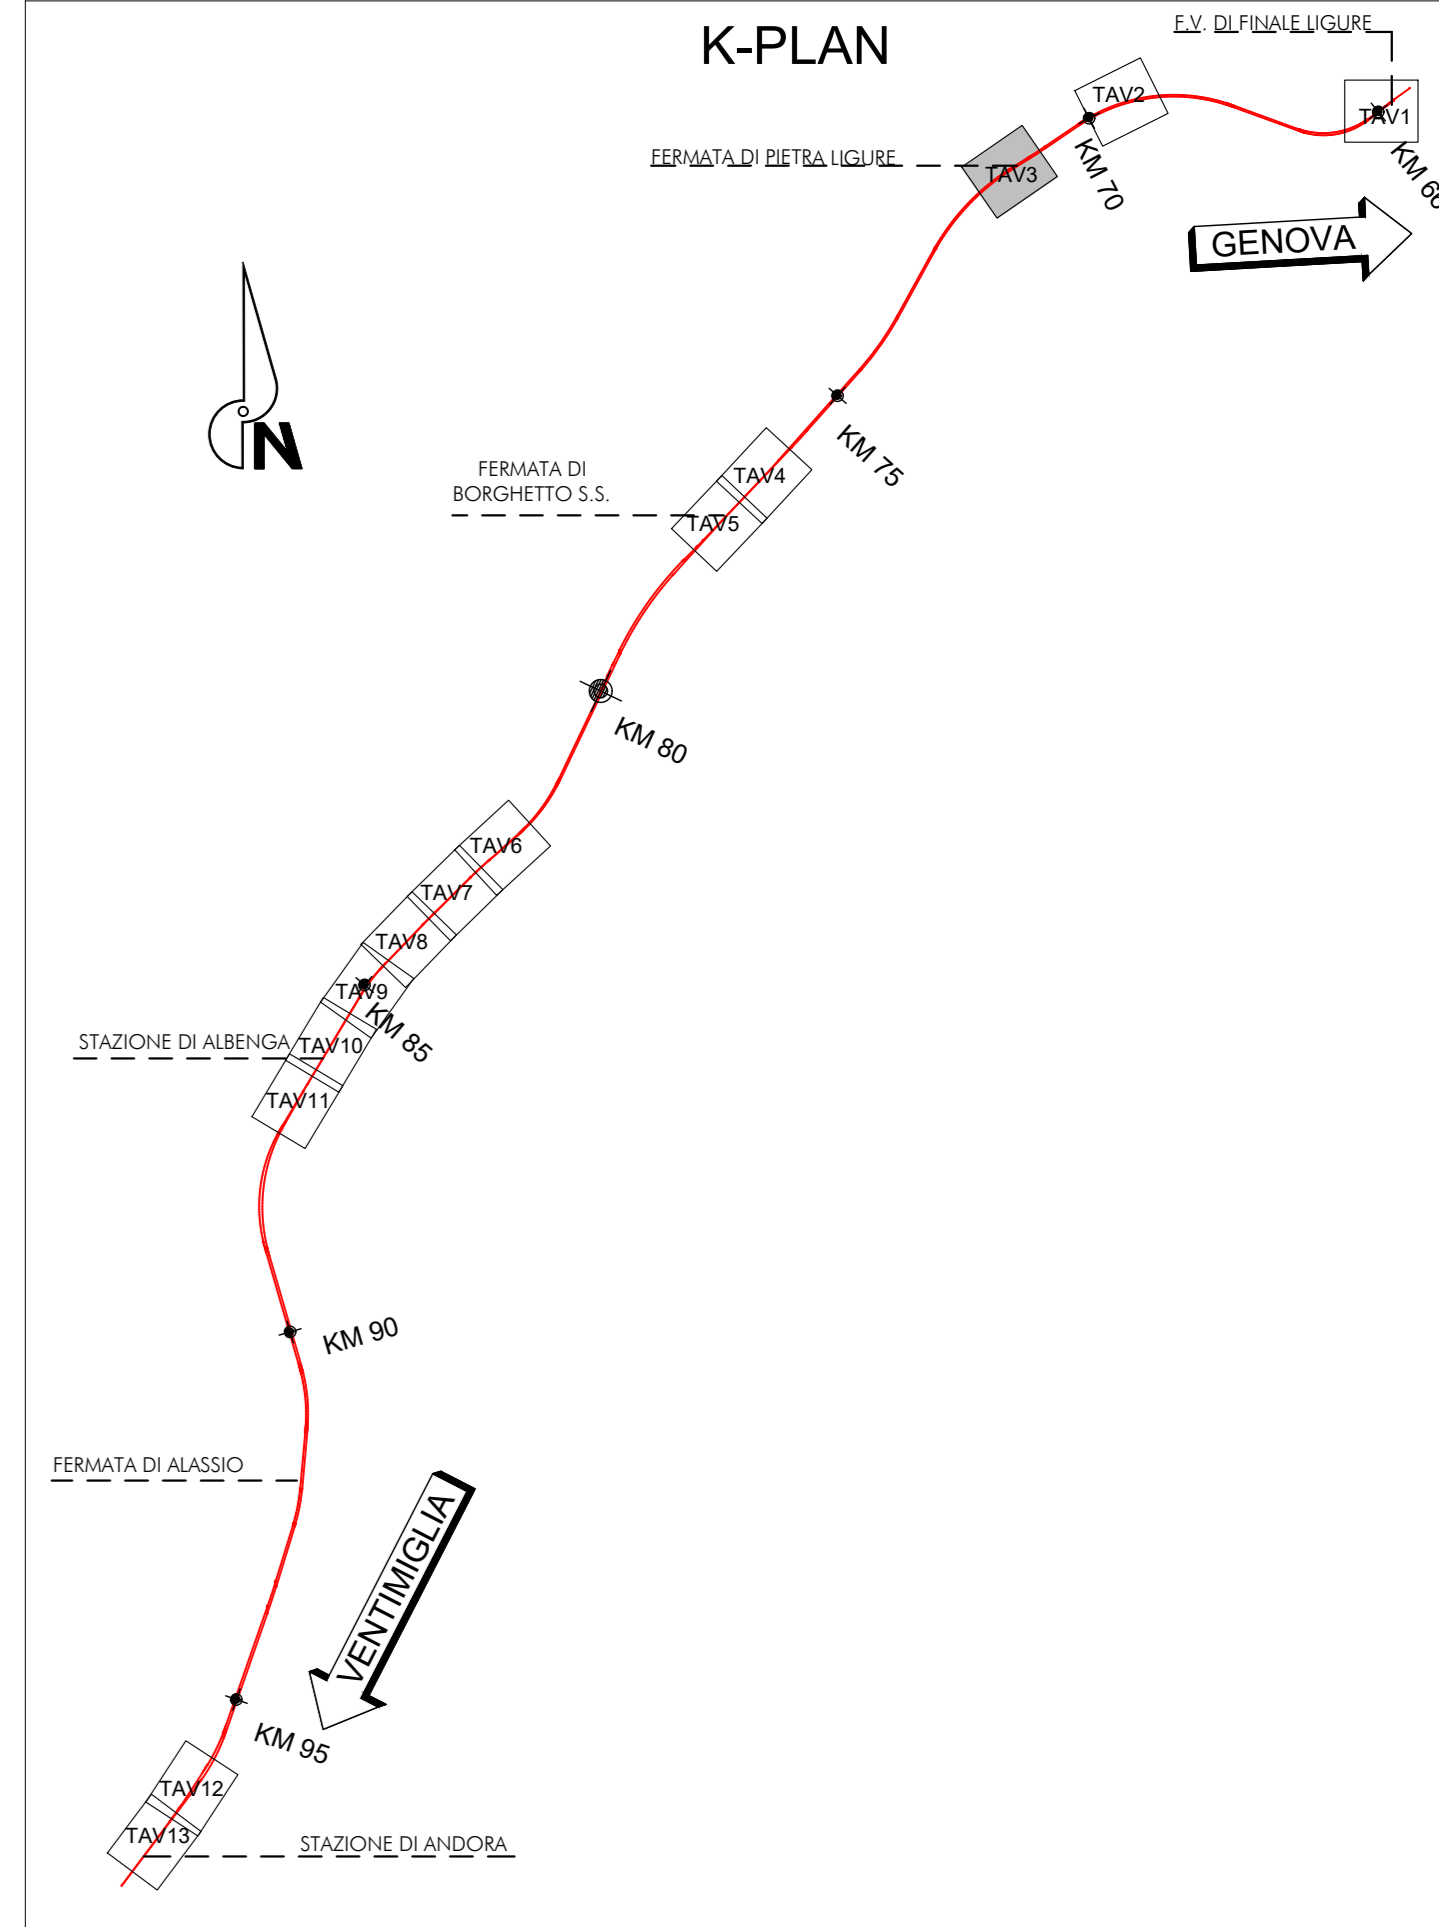 F.V. DI FINALE LIGURE
K-PLAN
TAV2
TAV1
FERMATA DI PIETRA LIGURE
TAV3
KM 70
KM 66
GENOVA
N
KM 75
FERMATA DI
BORGHETTO S.S.
TAV4
TAV5
KM 80
TAV6
TAV7
TAV8
TAV9
KM 85
STAZIONE DI ALBENGA
TAV10
TAV11
KM 90
FERMATA DI ALASSIO
VENTIMIGLIA
KM 95
TAV12
TAV13
STAZIONE DI ANDORA